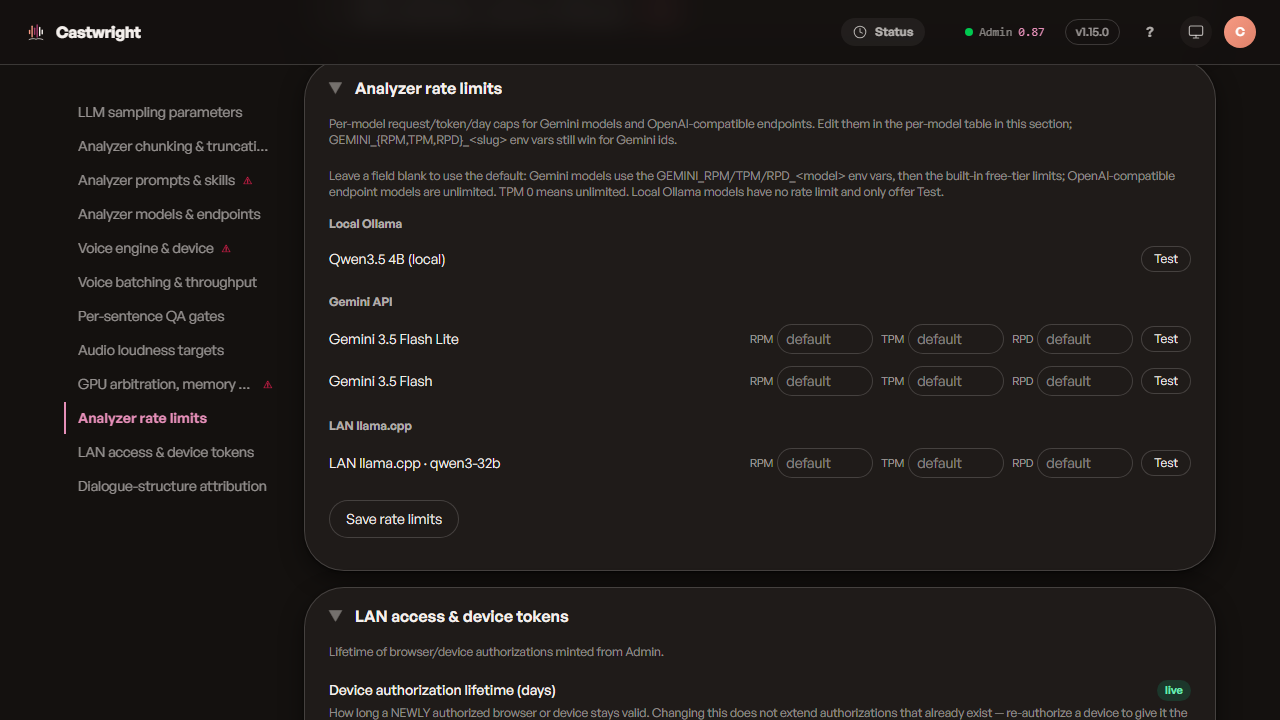 Castwright
Status
Admin 0.87
v1.15.0
?
C
LLM sampling parameters
Analyzer chunking & truncati...
Analyzer prompts & skills
Analyzer models & endpoints
Voice engine & device
Voice batching & throughput
Per-sentence QA gates
Audio loudness targets
GPU arbitration, memory ...
Analyzer rate limits
LAN access & device tokens
Dialogue-structure attribution
Analyzer rate limits
Per-model request/token/day caps for Gemini models and OpenAI-compatible endpoints. Edit them in the per-model table in this section;
GEMINI_{RPM,TPM,RPD}_<slug> env vars still win for Gemini ids.
Leave a field blank to use the default: Gemini models use the GEMINI_RPM/TPM/RPD_<model> env vars, then the built-in free-tier limits; OpenAI-compatible
endpoint models are unlimited. TPM 0 means unlimited. Local Ollama models have no rate limit and only offer Test.
Local Ollama
Qwen3.5 4B (local) Test
Gemini API
Gemini 3.5 Flash Lite RPM default TPM default RPD default Test
Gemini 3.5 Flash RPM default TPM default RPD default Test
LAN llama.cpp
LAN llama.cpp · qwen3-32b RPM default TPM default RPD default Test
Save rate limits
LAN access & device tokens
Lifetime of browser/device authorizations minted from Admin.
Device authorization lifetime (days) live
How long a NEWLY authorized browser or device stays valid. Changing this does not extend authorizations that already exist — re-authorize a device to give it the